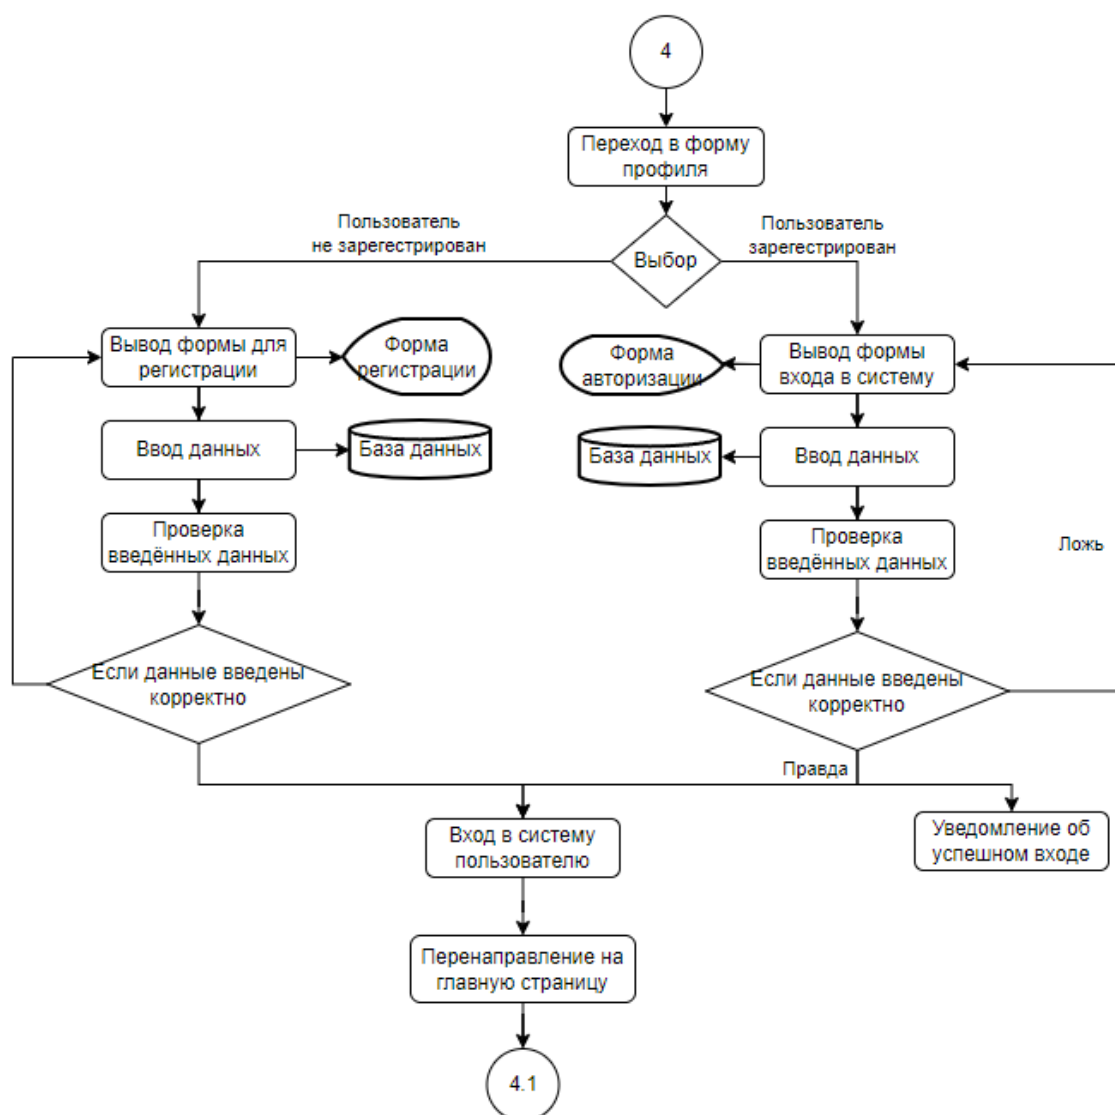 4
Переход в форму
профиля
Пользователь
не зарегестрирован
Пользователь
зарегестрирован
Выбор
Вывод формы для
регистрации
Форма
регистрации
Форма
авторизации
Вывод формы
входа в систему
Ввод данных
База данных
База данных
Ввод данных
Проверка
введённых данных
Проверка
введённых данных
Ложь
Если данные введены
корректно
Если данные введены
корректно
Правда
Вход в систему
пользователю
Уведомление об
успешном входе
Перенаправление на
главную страницу
4.1